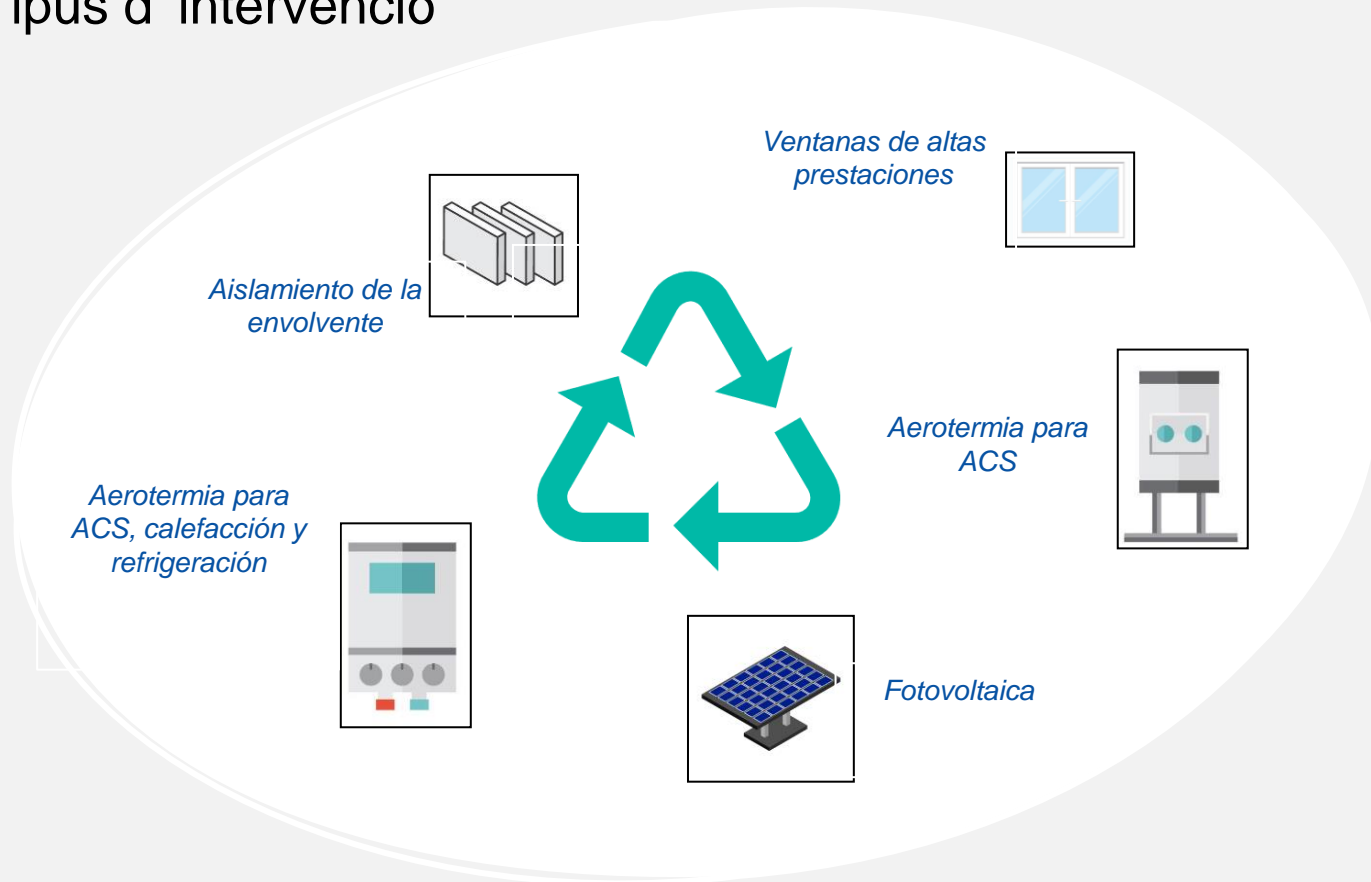 ipus d'intervenció
Ventanas de altas
prestaciones
Aislamiento de la
envolvente
Aerotermia para
ACS
Aerotermia para
ACS, calefacción y
refrigeración
Fotovoltaica